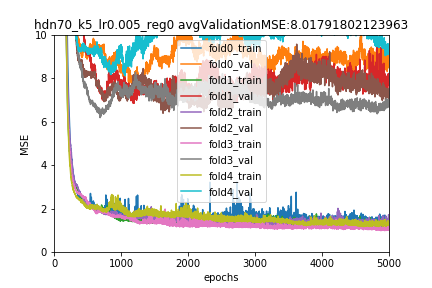 hdn70_k5_lr0.005_reg0 avgValidationMSE:8.01791802123963
10
8
6
4
2
0
MSE
0
1000
2000
3000
4000
5000
epochs
fold0_train
fold0_val
fold1_train
fold1_val
fold2_train
fold2_val
fold3_train
fold3_val
fold4_train
fold4_val